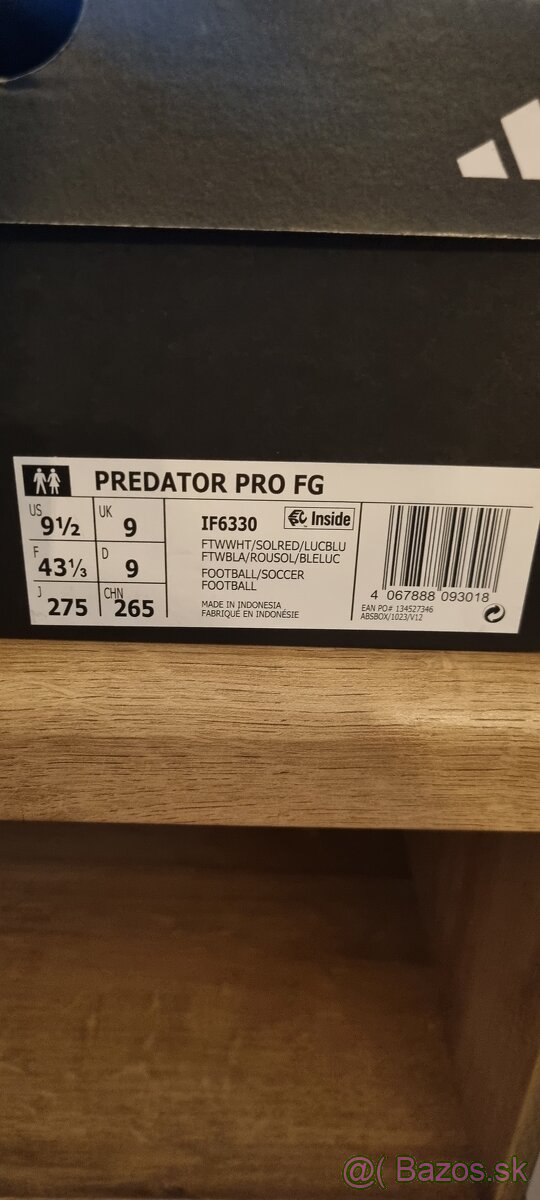 PREDATOR PRO FG
US 9½ UK 9
F 43⅓ D 9
J 275 CHN 265
IF6330 Inside
FTWWHT/SOLRED/LUCBLU
FTWBLA/ROUSOL/BLELUC
FOOTBALL/SOCCER
FOOTBALL
MADE IN INDONESIA
FABRIQUÉ EN INDONÉSIE
4 067888 093018
EAN PO# 134527346
ABSBOX/1023/V12
@( Bazos.sk